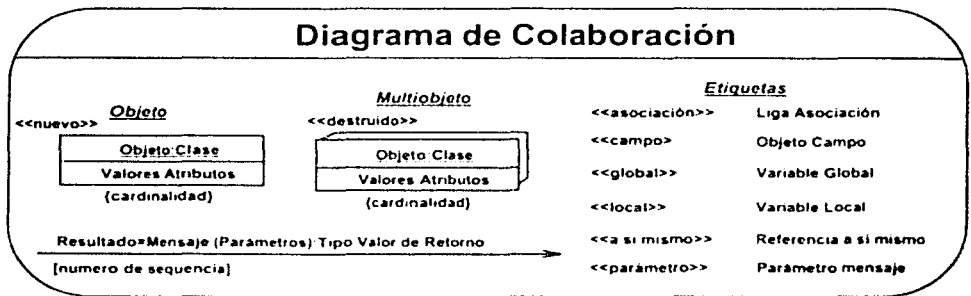 Diagrama de Colaboración
Objeto
<<nuevo>>
Objeto:Clase
Valores Atributos
{cardinalidad}
Multiobjeto
<<destruido>>
Objeto:Clase
Valores Atributos
{cardinalidad}
Resultado=Mensaje (Parámetros):Tipo Valor de Retorno
[numero de sequencia]
Etiquetas
<<asociación>> Liga Asociación
<<campo> Objeto Campo
<<global>> Variable Global
<<local>> Variable Local
<<a si mismo>> Referencia a sí mismo
<<parámetro>> Parámetro mensaje